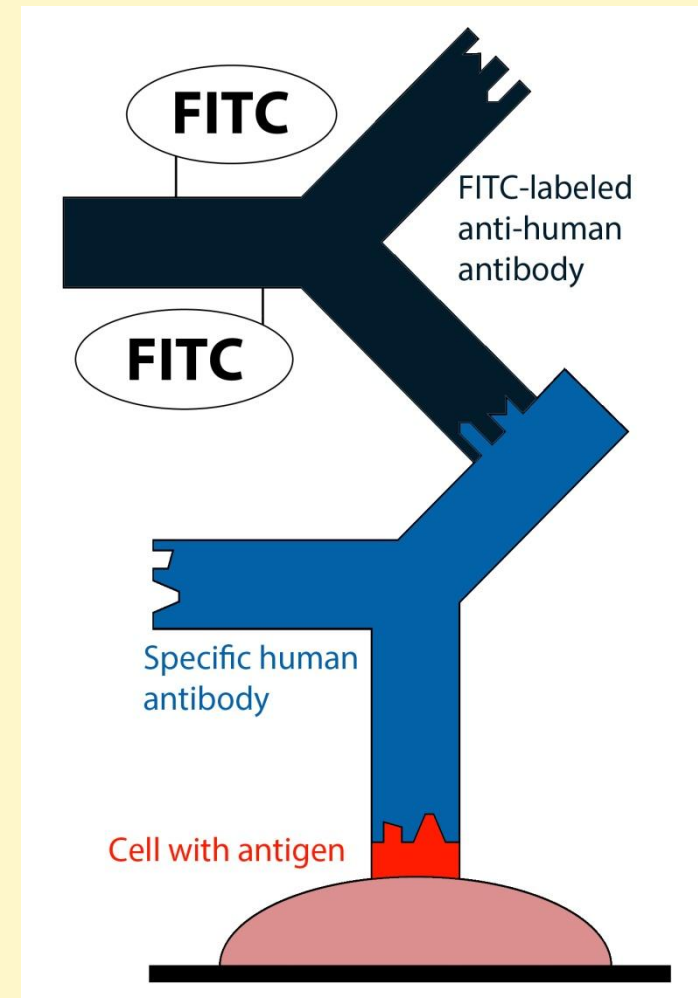 FITC
FITC-labeled
anti-human
antibody
FITC
Specific human
antibody
Cell with antigen